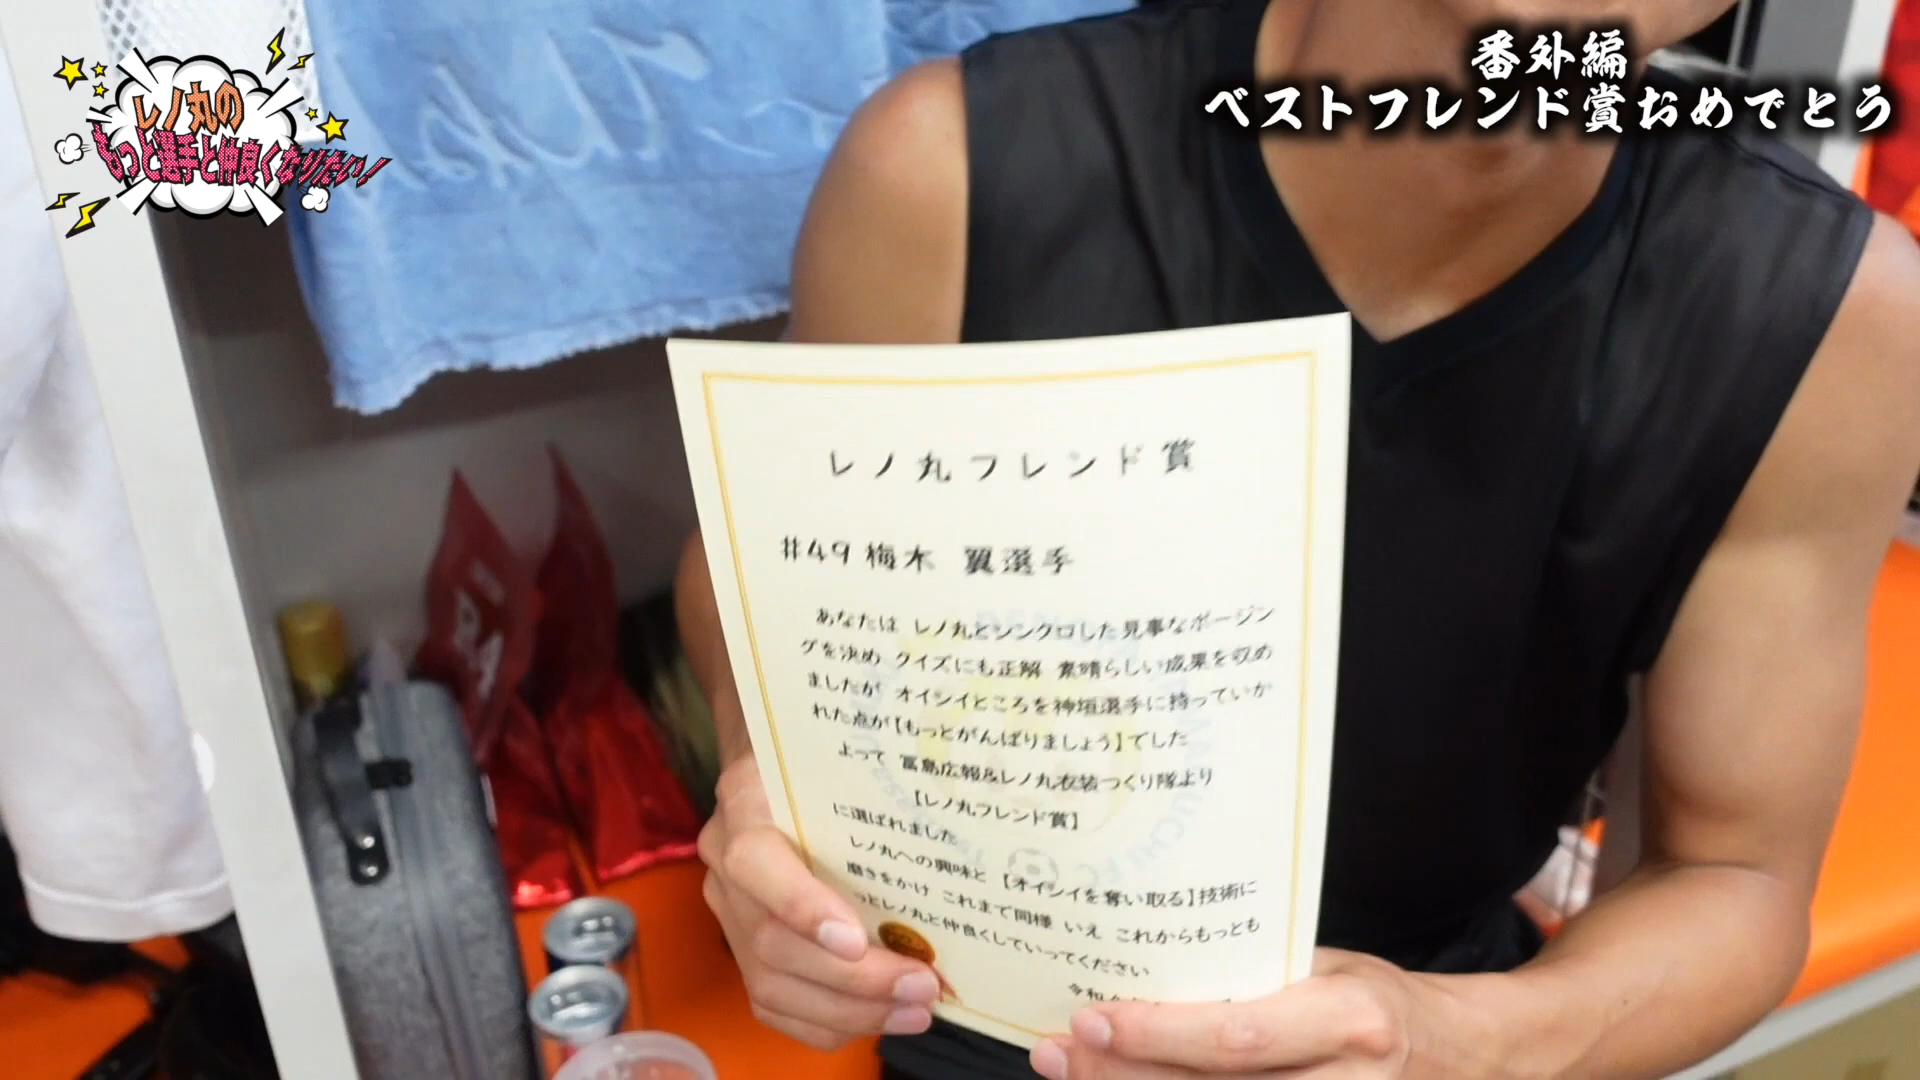 レノ丸の
もっと選手と仲良くなりたい!
番外編
ベストフレンド賞おめでとう
レノ丸フレンド賞
#49 梅木 翼選手
あなたは レノ丸とシンクロした見事なポージン
グを決め クイズにも正解 素晴らしい成果を収め
ましたが オイシイところを神垣選手に持っていか
れた点が【もっとがんばりましょう】でした
よって 冨島広報&レノ丸衣装つくり隊より
【レノ丸フレンド賞】
に選ばれました
レノ丸への興味と 【オイシイを奪い取る】技術に
磨きをかけ これまで同様 いえ これからもっとも
っとレノ丸と仲良くしていってください
令和